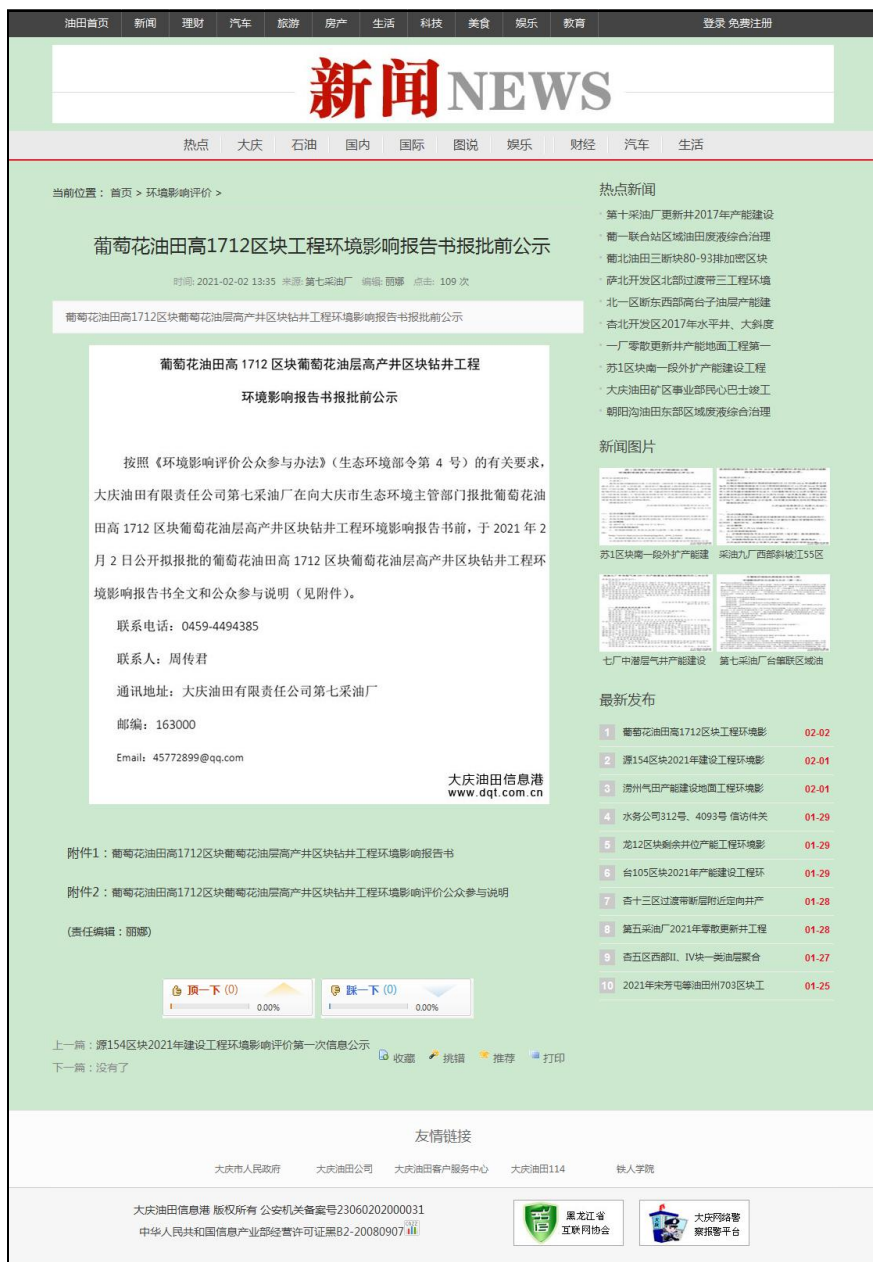 油田首页 新闻 理财 汽车 旅游 房产 生活 科技 美食 娱乐 教育 登录 免费注册
新闻NEWS
热点 大庆 石油 国内 国际 图说 娱乐 财经 汽车 生活
当前位置： 首页 > 环境影响评价 >
葡萄花油田高1712区块工程环境影响报告书报批前公示
时间: 2021-02-02 13:35 来源: 第七采油厂 编辑: 丽娜 点击: 109 次
葡萄花油田高1712区块葡萄花油层高产井区块钻井工程环境影响报告书报批前公示
葡萄花油田高 1712 区块葡萄花油层高产井区块钻井工程
环境影响报告书报批前公示
按照《环境影响评价公众参与办法》（生态环境部令第 4 号）的有关要求，
大庆油田有限责任公司第七采油厂在向大庆市生态环境主管部门报批葡萄花油
田高 1712 区块葡萄花油层高产井区块钻井工程环境影响报告书前，于 2021 年 2
月 2 日公开拟报批的葡萄花油田高 1712 区块葡萄花油层高产井区块钻井工程环
境影响报告书全文和公众参与说明（见附件）。
联系电话：0459-4494385
联系人：周传君
通讯地址：大庆油田有限责任公司第七采油厂
邮编：163000
Email：45772899@qq.com
大庆油田信息港
www.dqt.com.cn
附件1：葡萄花油田高1712区块葡萄花油层高产井区块钻井工程环境影响报告书
附件2：葡萄花油田高1712区块葡萄花油层高产井区块钻井工程环境影响评价公众参与说明
(责任编辑：丽娜)
顶一下 (0) 0.00%
踩一下 (0) 0.00%
上一篇：源154区块2021年建设工程环境影响评价第一次信息公示
下一篇：没有了
收藏 挑错 推荐 打印
热点新闻
第十采油厂更新井2017年产能建设
葡一联合站区域油田废液综合治理
葡北油田三断块80-93排加密区块
萨北开发区北部过渡带三工程环境
北一区断东西部高台子油层产能建
杏北开发区2017年水平井、大斜度
一厂零散更新井产能地面工程第一
苏1区块南一段外扩产能建设工程
大庆油田矿区事业部民心巴士竣工
朝阳沟油田东部区域废液综合治理
新闻图片
苏1区块南一段外扩产能建 采油九厂西部斜坡江55区
七厂中潜层气井产能建设 第七采油厂台肇联区域油
最新发布
1 葡萄花油田高1712区块工程环境影 02-02
2 源154区块2021年建设工程环境影 02-01
3 涝州气田产能建设地面工程环境影 02-01
4 水务公司312号、4093号 信访件关 01-29
5 龙12区块剩余井位产能工程环境影 01-29
6 台105区块2021年产能建设工程环 01-29
7 杏十三区过渡带断层附近定向井产 01-28
8 第五采油厂2021年零散更新井工程 01-28
9 杏五区西部II、IV块一类油层聚合 01-27
10 2021年宋芳屯等油田州703区块工 01-25
友情链接
大庆市人民政府 大庆油田公司 大庆油田客户服务中心 大庆油田114 铁人学院
大庆油田信息港 版权所有 公安机关备案号23060202000031
中华人民共和国信息产业部经营许可证黑B2-20080907
黑龙江省
互联网协会
大庆网络警
察报警平台